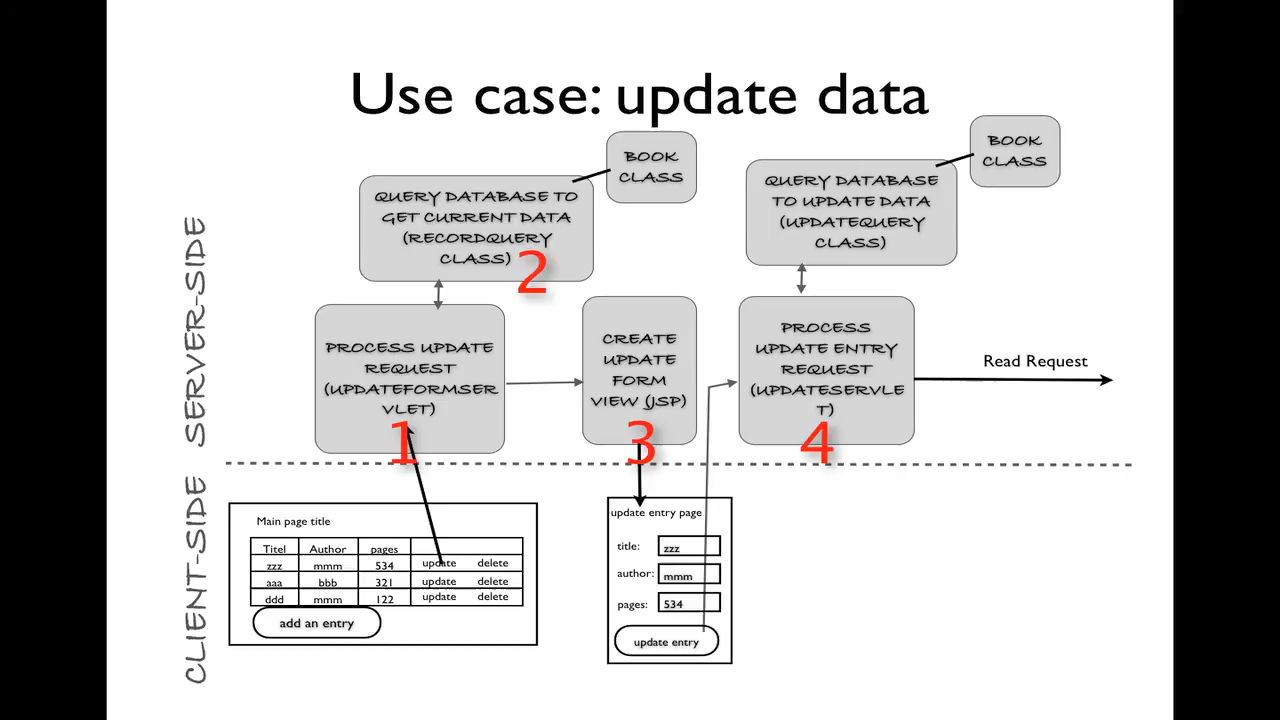 Use case: update data
BOOK
CLASS
QUERY DATABASE TO
GET CURRENT DATA
(RECORDQUERY
CLASS)
2
BOOK
CLASS
QUERY DATABASE
TO UPDATE DATA
(UPDATEQUERY
CLASS)
SERVER-SIDE
PROCESS UPDATE
REQUEST
(UPDATEFORMSER
VLET)
1
CREATE
UPDATE
FORM
VIEW (JSP)
3
PROCESS
UPDATE ENTRY
REQUEST
(UPDATESERVLE
T)
4
Read Request
CLIENT-SIDE
Main page title
Titel Author pages
zzz mmm 534 update delete
aaa bbb 321 update delete
ddd mmm 122 update delete
add an entry
update entry page
title: zzz
author: mmm
pages: 534
update entry